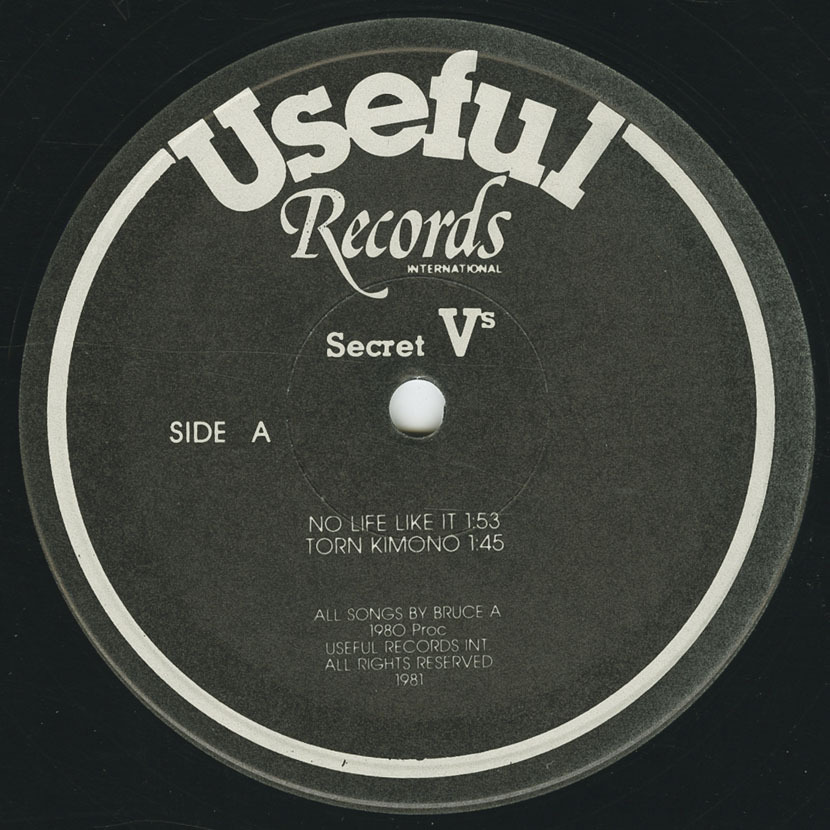 Useful
Records
INTERNATIONAL
Secret Vs
SIDE A
NO LIFE LIKE IT 1:53
TORN KIMONO 1:45
ALL SONGS BY BRUCE A
1980 Proc
USEFUL RECORDS INT.
ALL RIGHTS RESERVED
1981